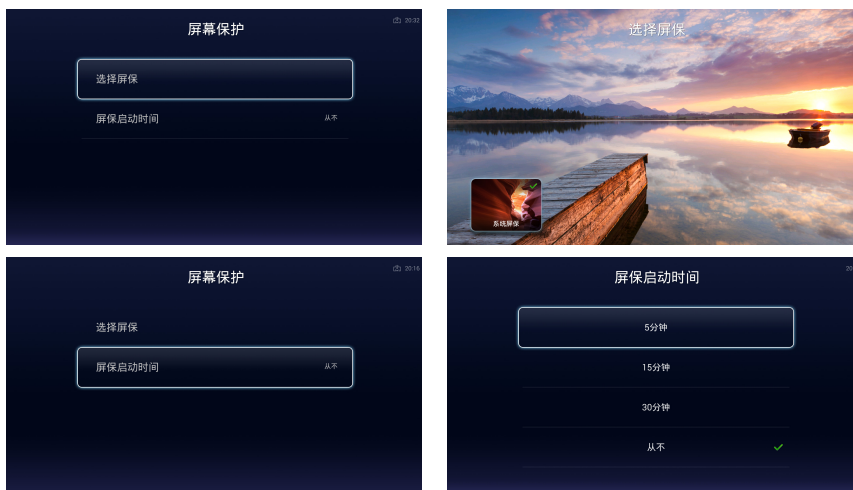 屏幕保护
20:32
选择屏保
屏保启动时间 从不
选择屏保
系统屏保
屏幕保护
20:16
选择屏保
屏保启动时间 从不
屏保启动时间
20
5分钟
15分钟
30分钟
从不